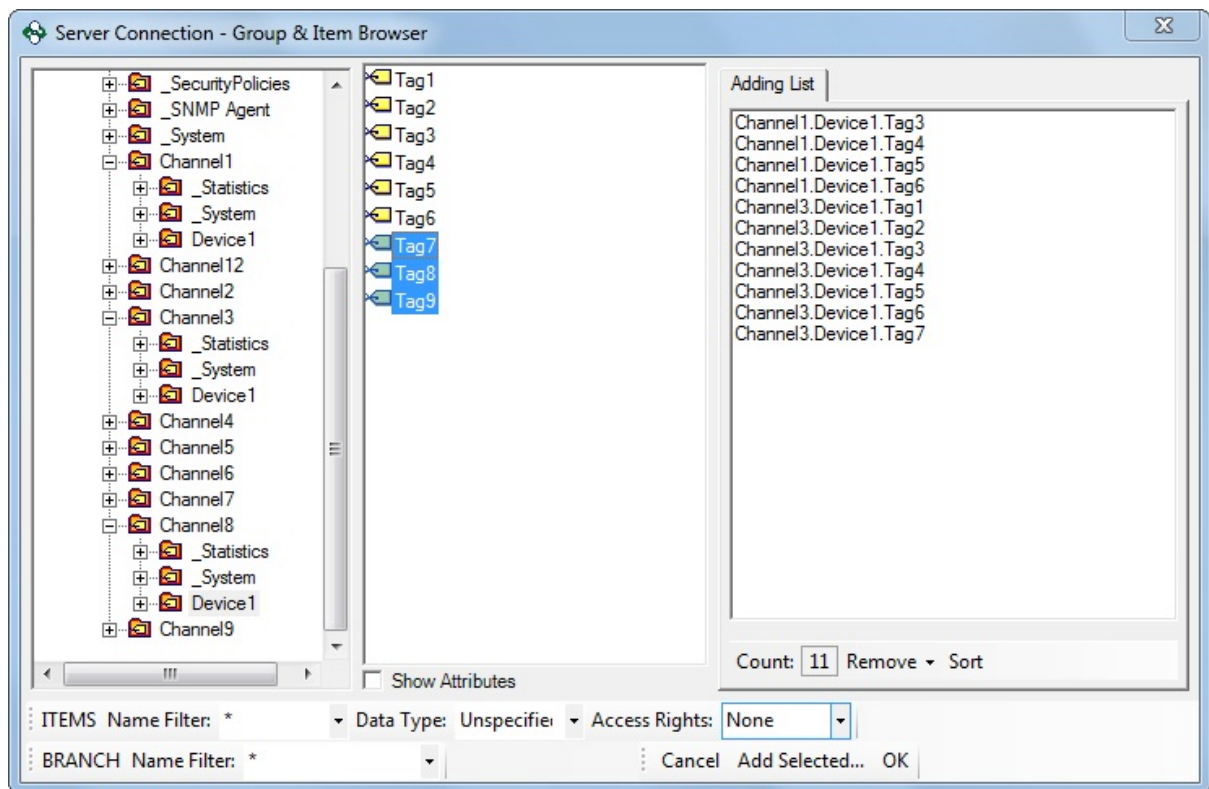 Server Connection - Group & Item Browser
_SecurityPolicies
_SNMP Agent
_System
Channel1
_Statistics
_System
Device1
Channel12
Channel2
Channel3
_Statistics
_System
Device1
Channel4
Channel5
Channel6
Channel7
Channel8
_Statistics
_System
Device1
Channel9
Tag1
Tag2
Tag3
Tag4
Tag5
Tag6
Tag7
Tag8
Tag9
Show Attributes
Adding List
Channel1.Device1.Tag3
Channel1.Device1.Tag4
Channel1.Device1.Tag5
Channel1.Device1.Tag6
Channel3.Device1.Tag1
Channel3.Device1.Tag2
Channel3.Device1.Tag3
Channel3.Device1.Tag4
Channel3.Device1.Tag5
Channel3.Device1.Tag6
Channel3.Device1.Tag7
Count: 11 Remove Sort
ITEMS Name Filter: * Data Type: Unspecifie Access Rights: None
BRANCH Name Filter: * Cancel Add Selected... OK